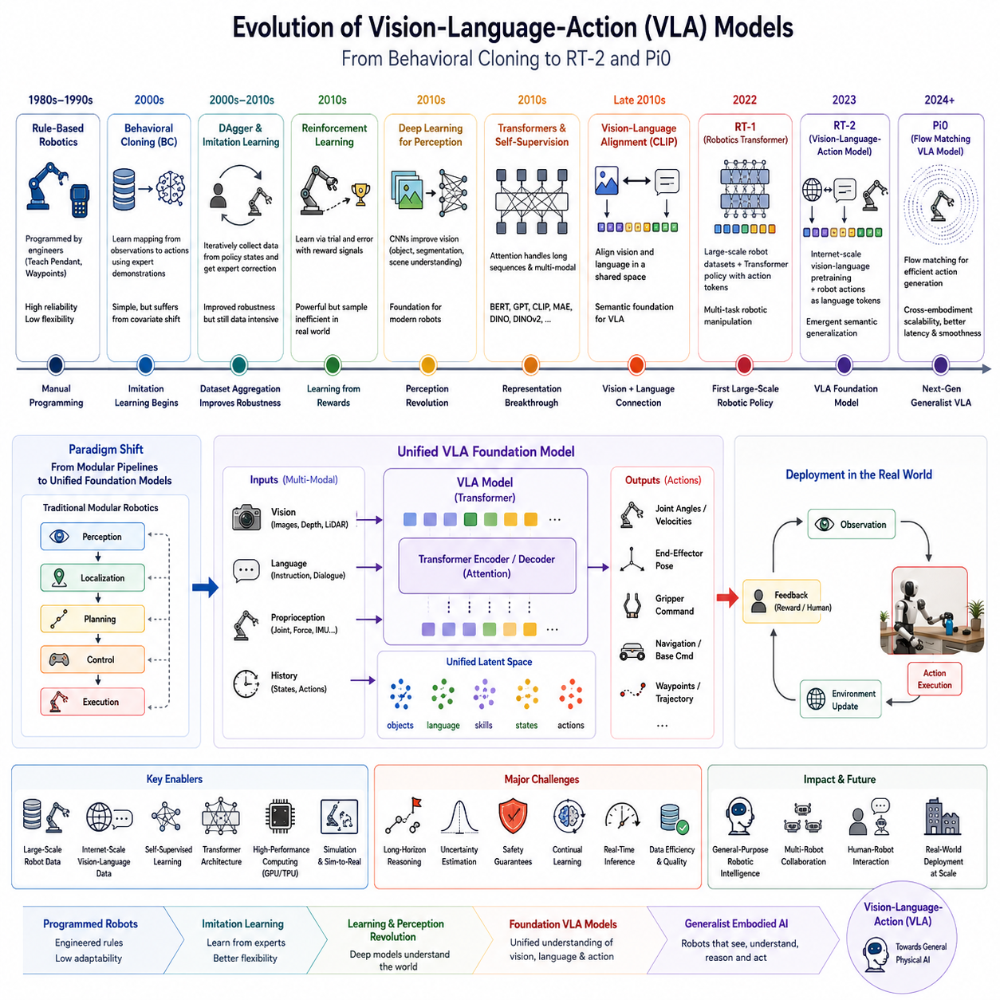 Evolution of Vision-Language-Action (VLA) Models
From Behavioral Cloning to RT-2 and Pi0
1980s–1990s
Rule-Based
Robotics
Programmed by
engineers
(Teach Pendant,
Waypoints)
High reliability
Low flexibility
Manual
Programming
2000s
Behavioral
Cloning (BC)
Learn mapping from
observations to actions
using expert
demonstrations
Simple, but suffers
from covariate shift
Imitation
Learning Begins
2000s–2010s
DAgger &
Imitation Learning
Iteratively collect data
from policy states and
get expert correction
Improved robustness
but still data intensive
Dataset Aggregation
Improves Robustness
2010s
Reinforcement
Learning
Learn via trial and error
with reward signals
Powerful but sample
inefficient in
real world
Learning from
Rewards
2010s
Deep Learning
for Perception
CNNs improve vision
(object, segmentation,
scene understanding)
Foundation for
modern robots
Perception
Revolution
2010s
Transformers &
Self-Supervision
Attention handles long
sequences & multi-modal
BERT, GPT, CLIP, MAE,
DINO, DINOv2, ...
Representation
Breakthrough
Late 2010s
Vision-Language
Alignment (CLIP)
Align vision and
language in a
shared space
Semantic foundation
for VLA
Vision + Language
Connection
2022
RT-1
(Robotics Transformer)
Large-scale robot
datasets + Transformer
policy with action
tokens
Multi-task robotic
manipulation
First Large-Scale
Robotic Policy
2023
RT-2
(Vision-Language-
Action Model)
Internet-scale
vision-language
pretraining
+ robot actions
as language tokens
Emergent semantic
generalization
VLA Foundation
Model
2024+
Pi0
(Flow Matching
VLA Model)
Flow matching for
efficient action
generation
Cross-embodiment
scalability, better
latency & smoothness
Next-Gen
Generalist VLA
Paradigm Shift
From Modular Pipelines
to Unified Foundation Models
Traditional Modular Robotics
Perception
Localization
Planning
Control
Execution
Unified VLA Foundation Model
Inputs (Multi-Modal)
Vision
(Images, Depth, LiDAR)
Language
(Instruction, Dialogue)
Proprioception
(Joint, Force, IMU...)
History
(States, Actions)
VLA Model
(Transformer)
...
Transformer Encoder / Decoder
(Attention)
...
Unified Latent Space
objects
language
skills
states
actions
Outputs (Actions)
Joint Angles /
Velocities
End-Effector
Pose
Gripper
Command
Navigation /
Base Cmd
Waypoints /
Trajectory
...
Deployment in the Real World
Observation
Feedback
(Reward / Human)
Action
Execution
Environment
Update
Key Enablers
Large-Scale
Robot Data
Internet-Scale
Vision-Language
Data
Self-Supervised
Learning
Transformer
Architecture
High-Performance
Computing
(GPU/TPU)
Simulation
& Sim-to-Real
Major Challenges
Long-Horizon
Reasoning
Uncertainty
Estimation
Safety
Guarantees
Continual
Learning
Real-Time
Inference
Data Efficiency
& Quality
Impact & Future
General-Purpose
Robotic
Intelligence
Multi-Robot
Collaboration
Human-Robot
Interaction
Real-World
Deployment
at Scale
Programmed Robots
Engineered rules
Low adaptability
Imitation Learning
Learn from experts
Better flexibility
Learning & Perception
Revolution
Deep models understand
the world
Foundation VLA Models
Unified understanding of
vision, language & action
Generalist Embodied AI
Robots that see, understand,
reason and act
Vision-Language-
Action (VLA)
Towards General
Physical AI